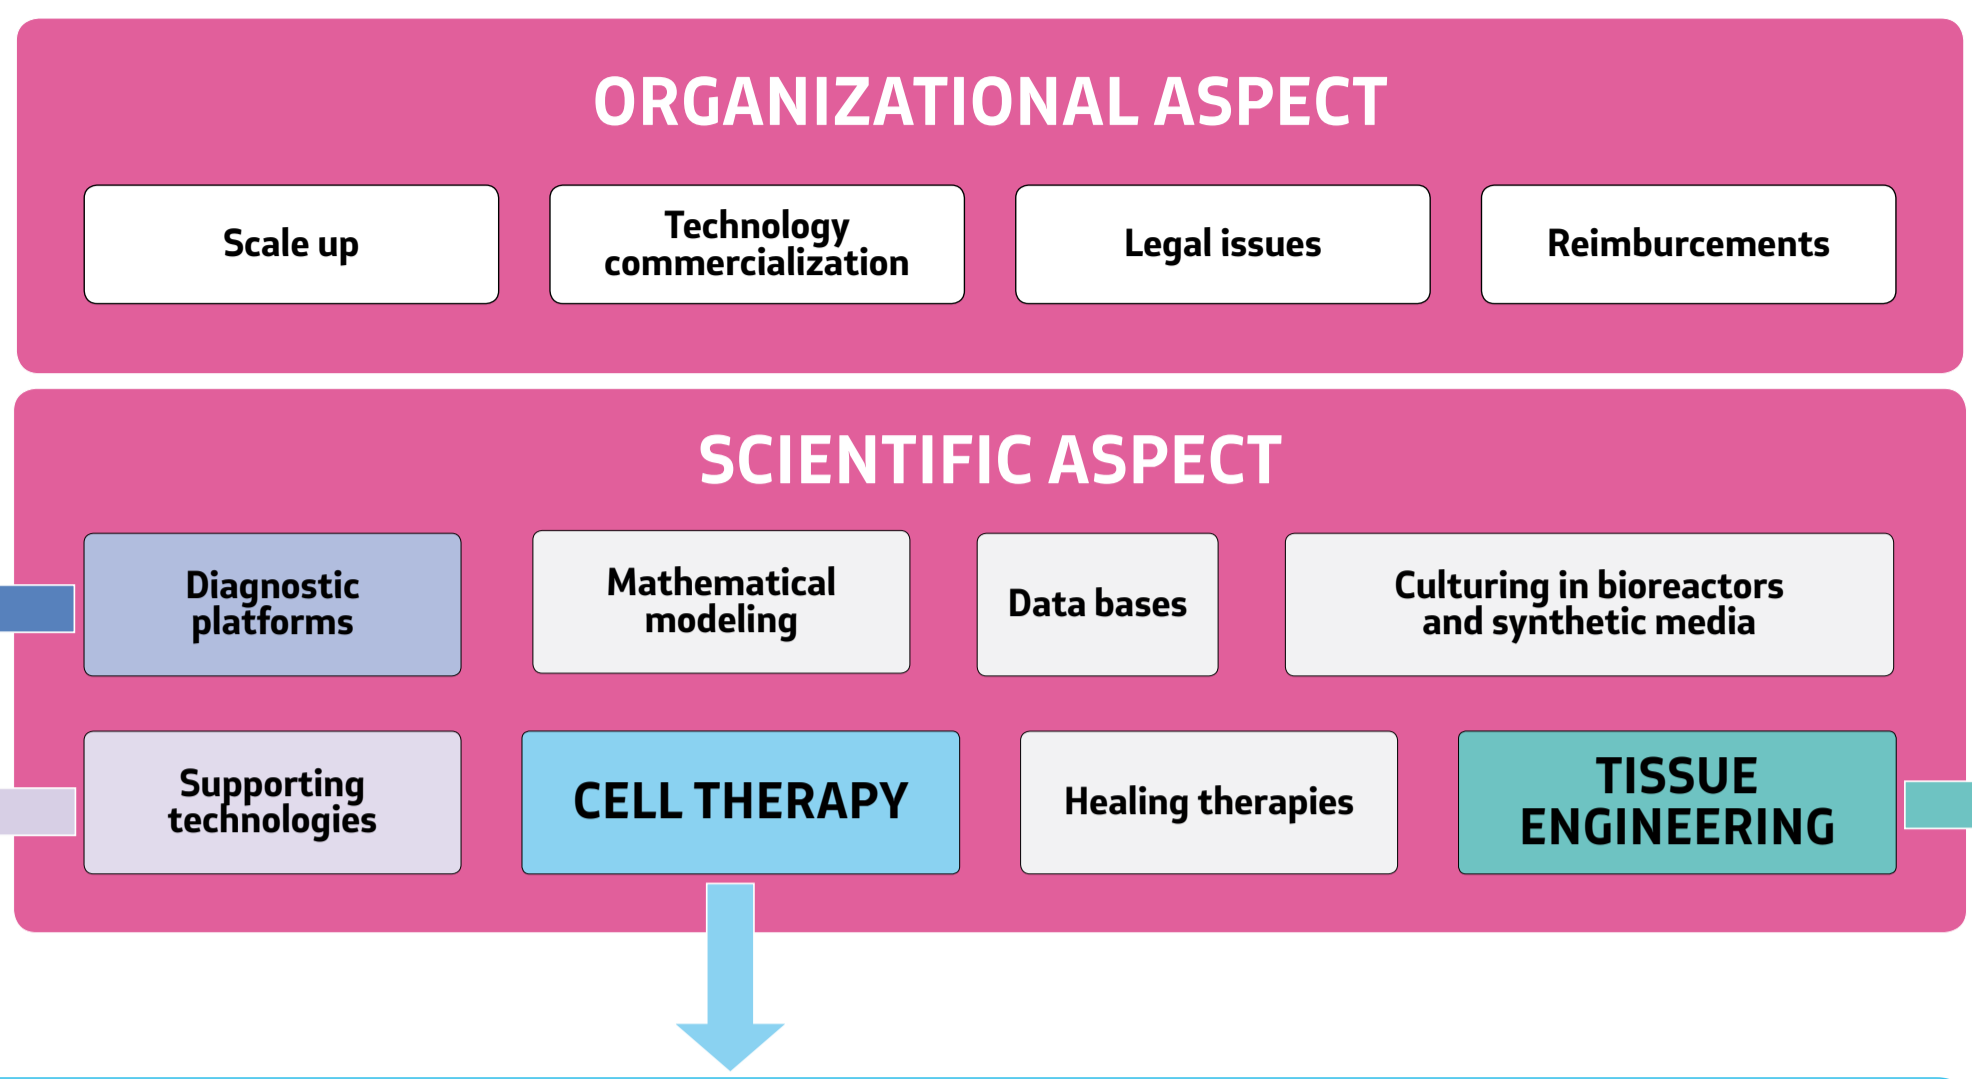 ORGANIZATIONAL ASPECT
Scale up
Technology
commercialization
Legal issues
Reimburcements
SCIENTIFIC ASPECT
Diagnostic
platforms
Mathematical
modeling
Data bases
Culturing in bioreactors
and synthetic media
Supporting
technologies
CELL THERAPY
Healing therapies
TISSUE
ENGINEERING